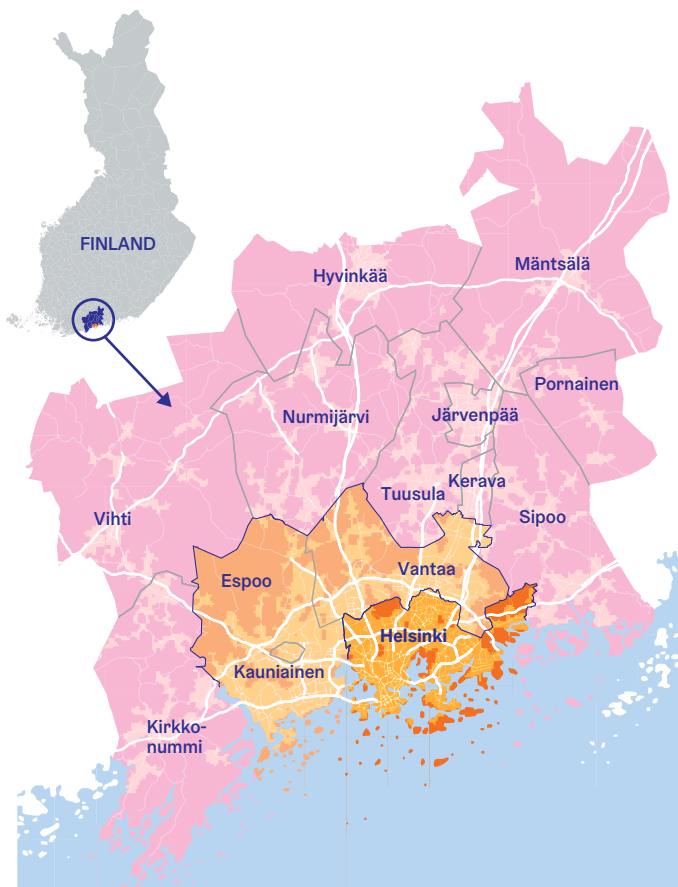 FINLAND
Hyvinkää
Mäntsälä
Pornainen
Nurmijärvi
Järvenpää
Kerava
Tuusula
Vihti
Sipoo
Espoo
Vantaa
Helsinki
Kauniainen
Kirkko-
nummi